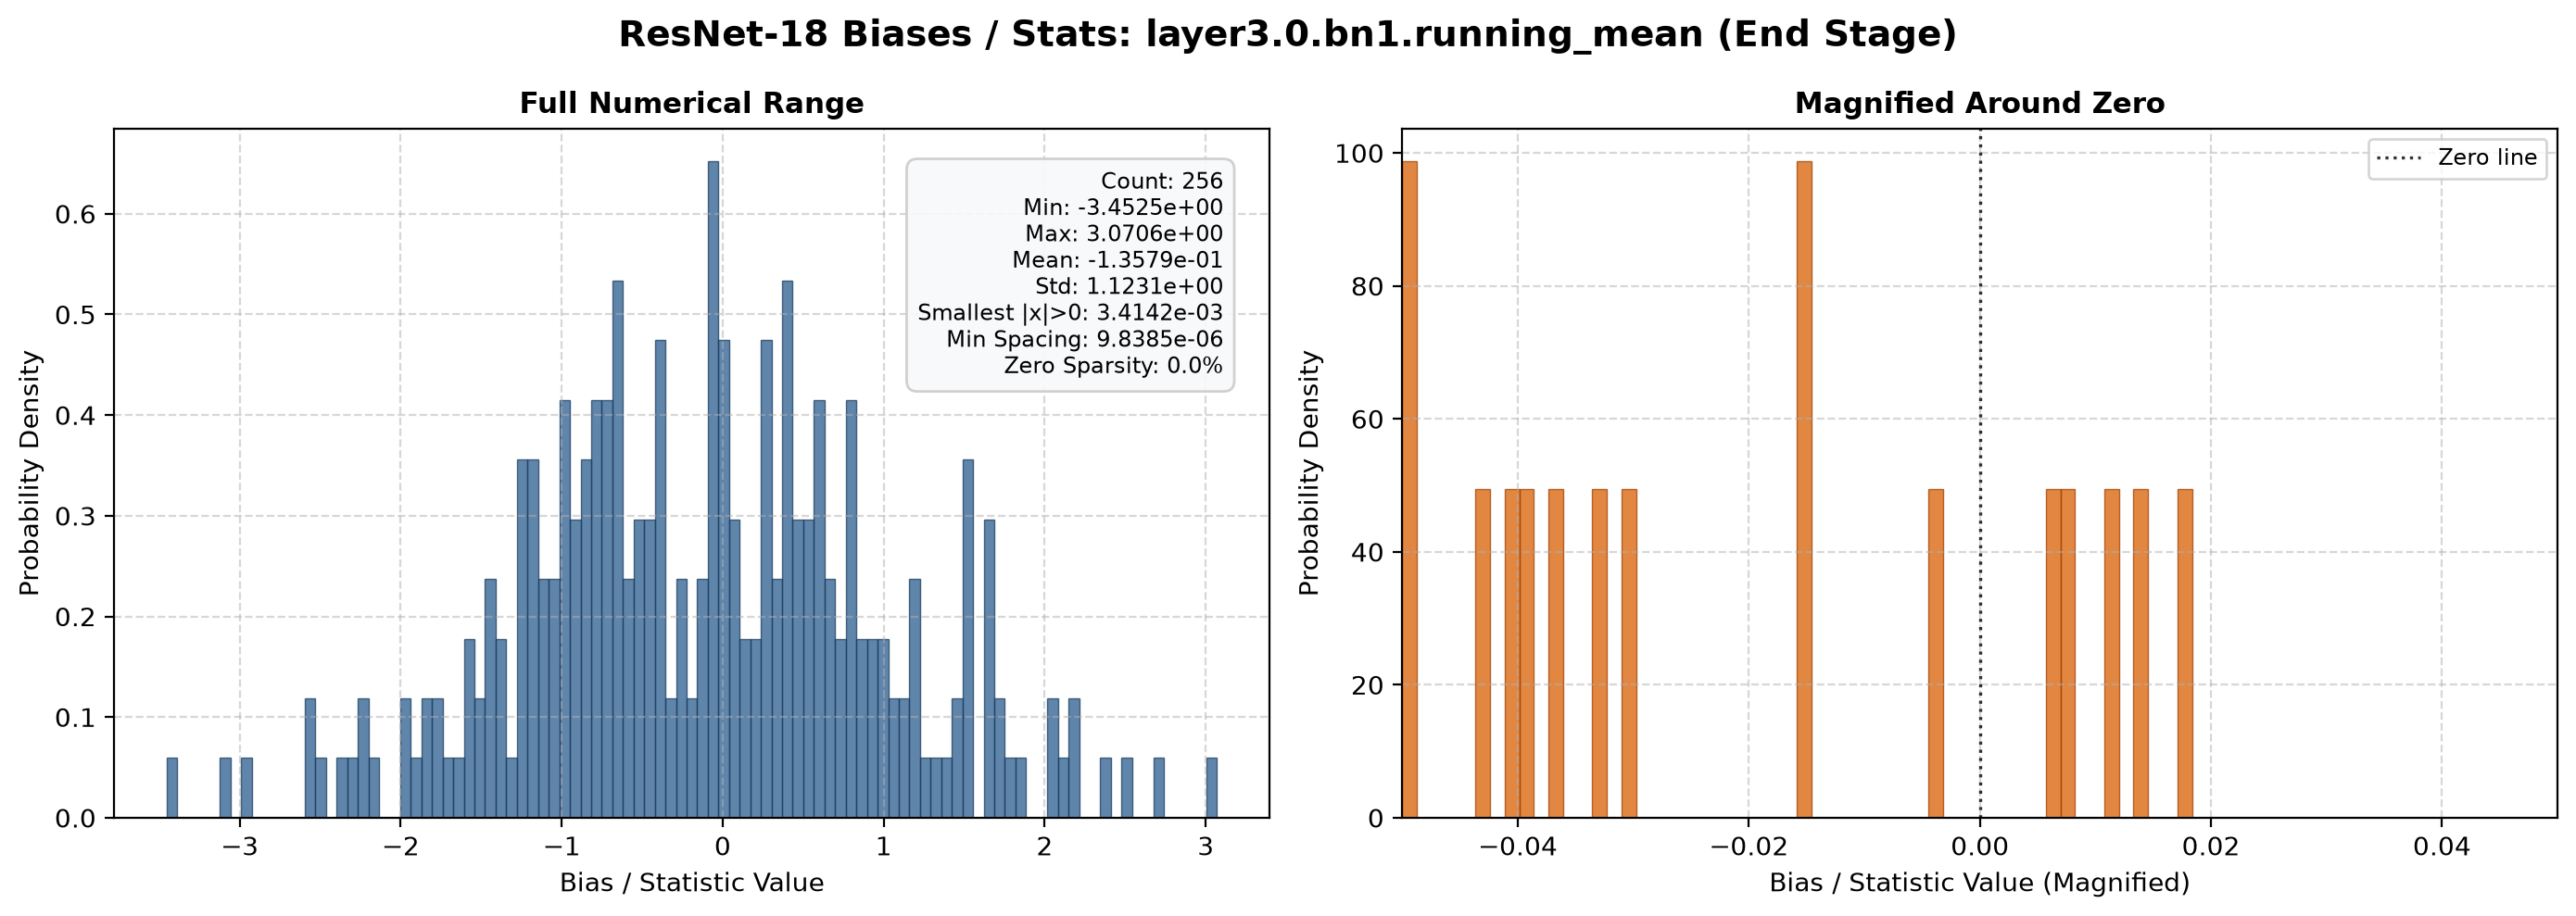 ResNet-18 Biases / Stats: layer3.0.bn1.running_mean (End Stage)
Full Numerical Range
Probability Density
0.6
0.5
0.4
0.3
0.2
0.1
0.0
Count: 256
Min: -3.4525e+00
Max: 3.0706e+00
Mean: -1.3579e-01
Std: 1.1231e+00
Smallest |x|>0: 3.4142e-03
Min Spacing: 9.8385e-06
Zero Sparsity: 0.0%
−3 −2 −1 0 1 2 3
Bias / Statistic Value
Magnified Around Zero
Probability Density
100
80
60
40
20
0
Zero line
−0.04 −0.02 0.00 0.02 0.04
Bias / Statistic Value (Magnified)